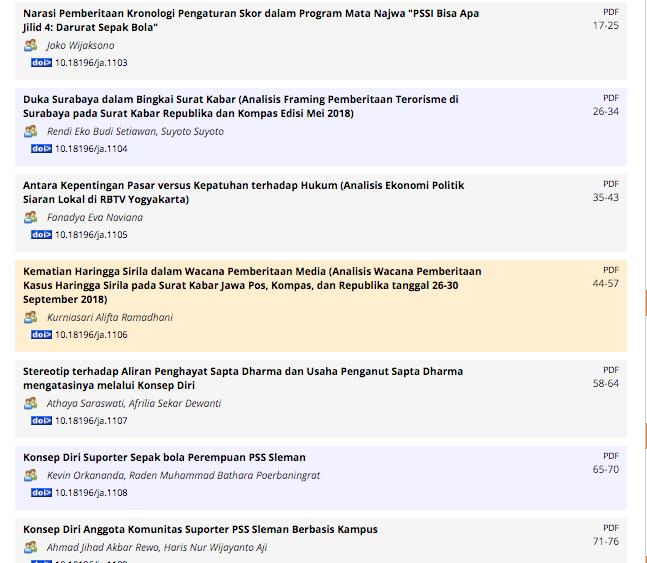 Narasi Pemberitaan Kronologi Pengaturan Skor dalam Program Mata Najwa "PSSI Bisa Apa
Jilid 4: Darurat Sepak Bola"
PDF
17-25
Joko Wijaksono
doi> 10.18196/ja.1103
Duka Surabaya dalam Bingkai Surat Kabar (Analisis Framing Pemberitaan Terorisme di
Surabaya pada Surat Kabar Republika dan Kompas Edisi Mei 2018)
PDF
26-34
Rendi Eko Budi Setiawan, Suyoto Suyoto
doi> 10.18196/ja.1104
Antara Kepentingan Pasar versus Kepatuhan terhadap Hukum (Analisis Ekonomi Politik
Siaran Lokal di RBTV Yogyakarta)
PDF
35-43
Fanadya Eva Noviana
doi> 10.18196/ja.1105
Kematian Haringga Sirila dalam Wacana Pemberitaan Media (Analisis Wacana Pemberitaan
Kasus Haringga Sirila pada Surat Kabar Jawa Pos, Kompas, dan Republika tanggal 26-30
September 2018)
PDF
44-57
Kurniasari Alifta Ramadhani
doi> 10.18196/ja.1106
Stereotip terhadap Aliran Penghayat Sapta Dharma dan Usaha Penganut Sapta Dharma
mengatasinya melalui Konsep Diri
PDF
58-64
Athaya Saraswati, Afrilia Sekar Dewanti
doi> 10.18196/ja.1107
Konsep Diri Suporter Sepak bola Perempuan PSS Sleman
PDF
65-70
Kevin Orkananda, Raden Muhammad Bathara Poerbaningrat
doi> 10.18196/ja.1108
Konsep Diri Anggota Komunitas Suporter PSS Sleman Berbasis Kampus
PDF
71-76
Ahmad Jihad Akbar Rewo, Haris Nur Wijayanto Aji